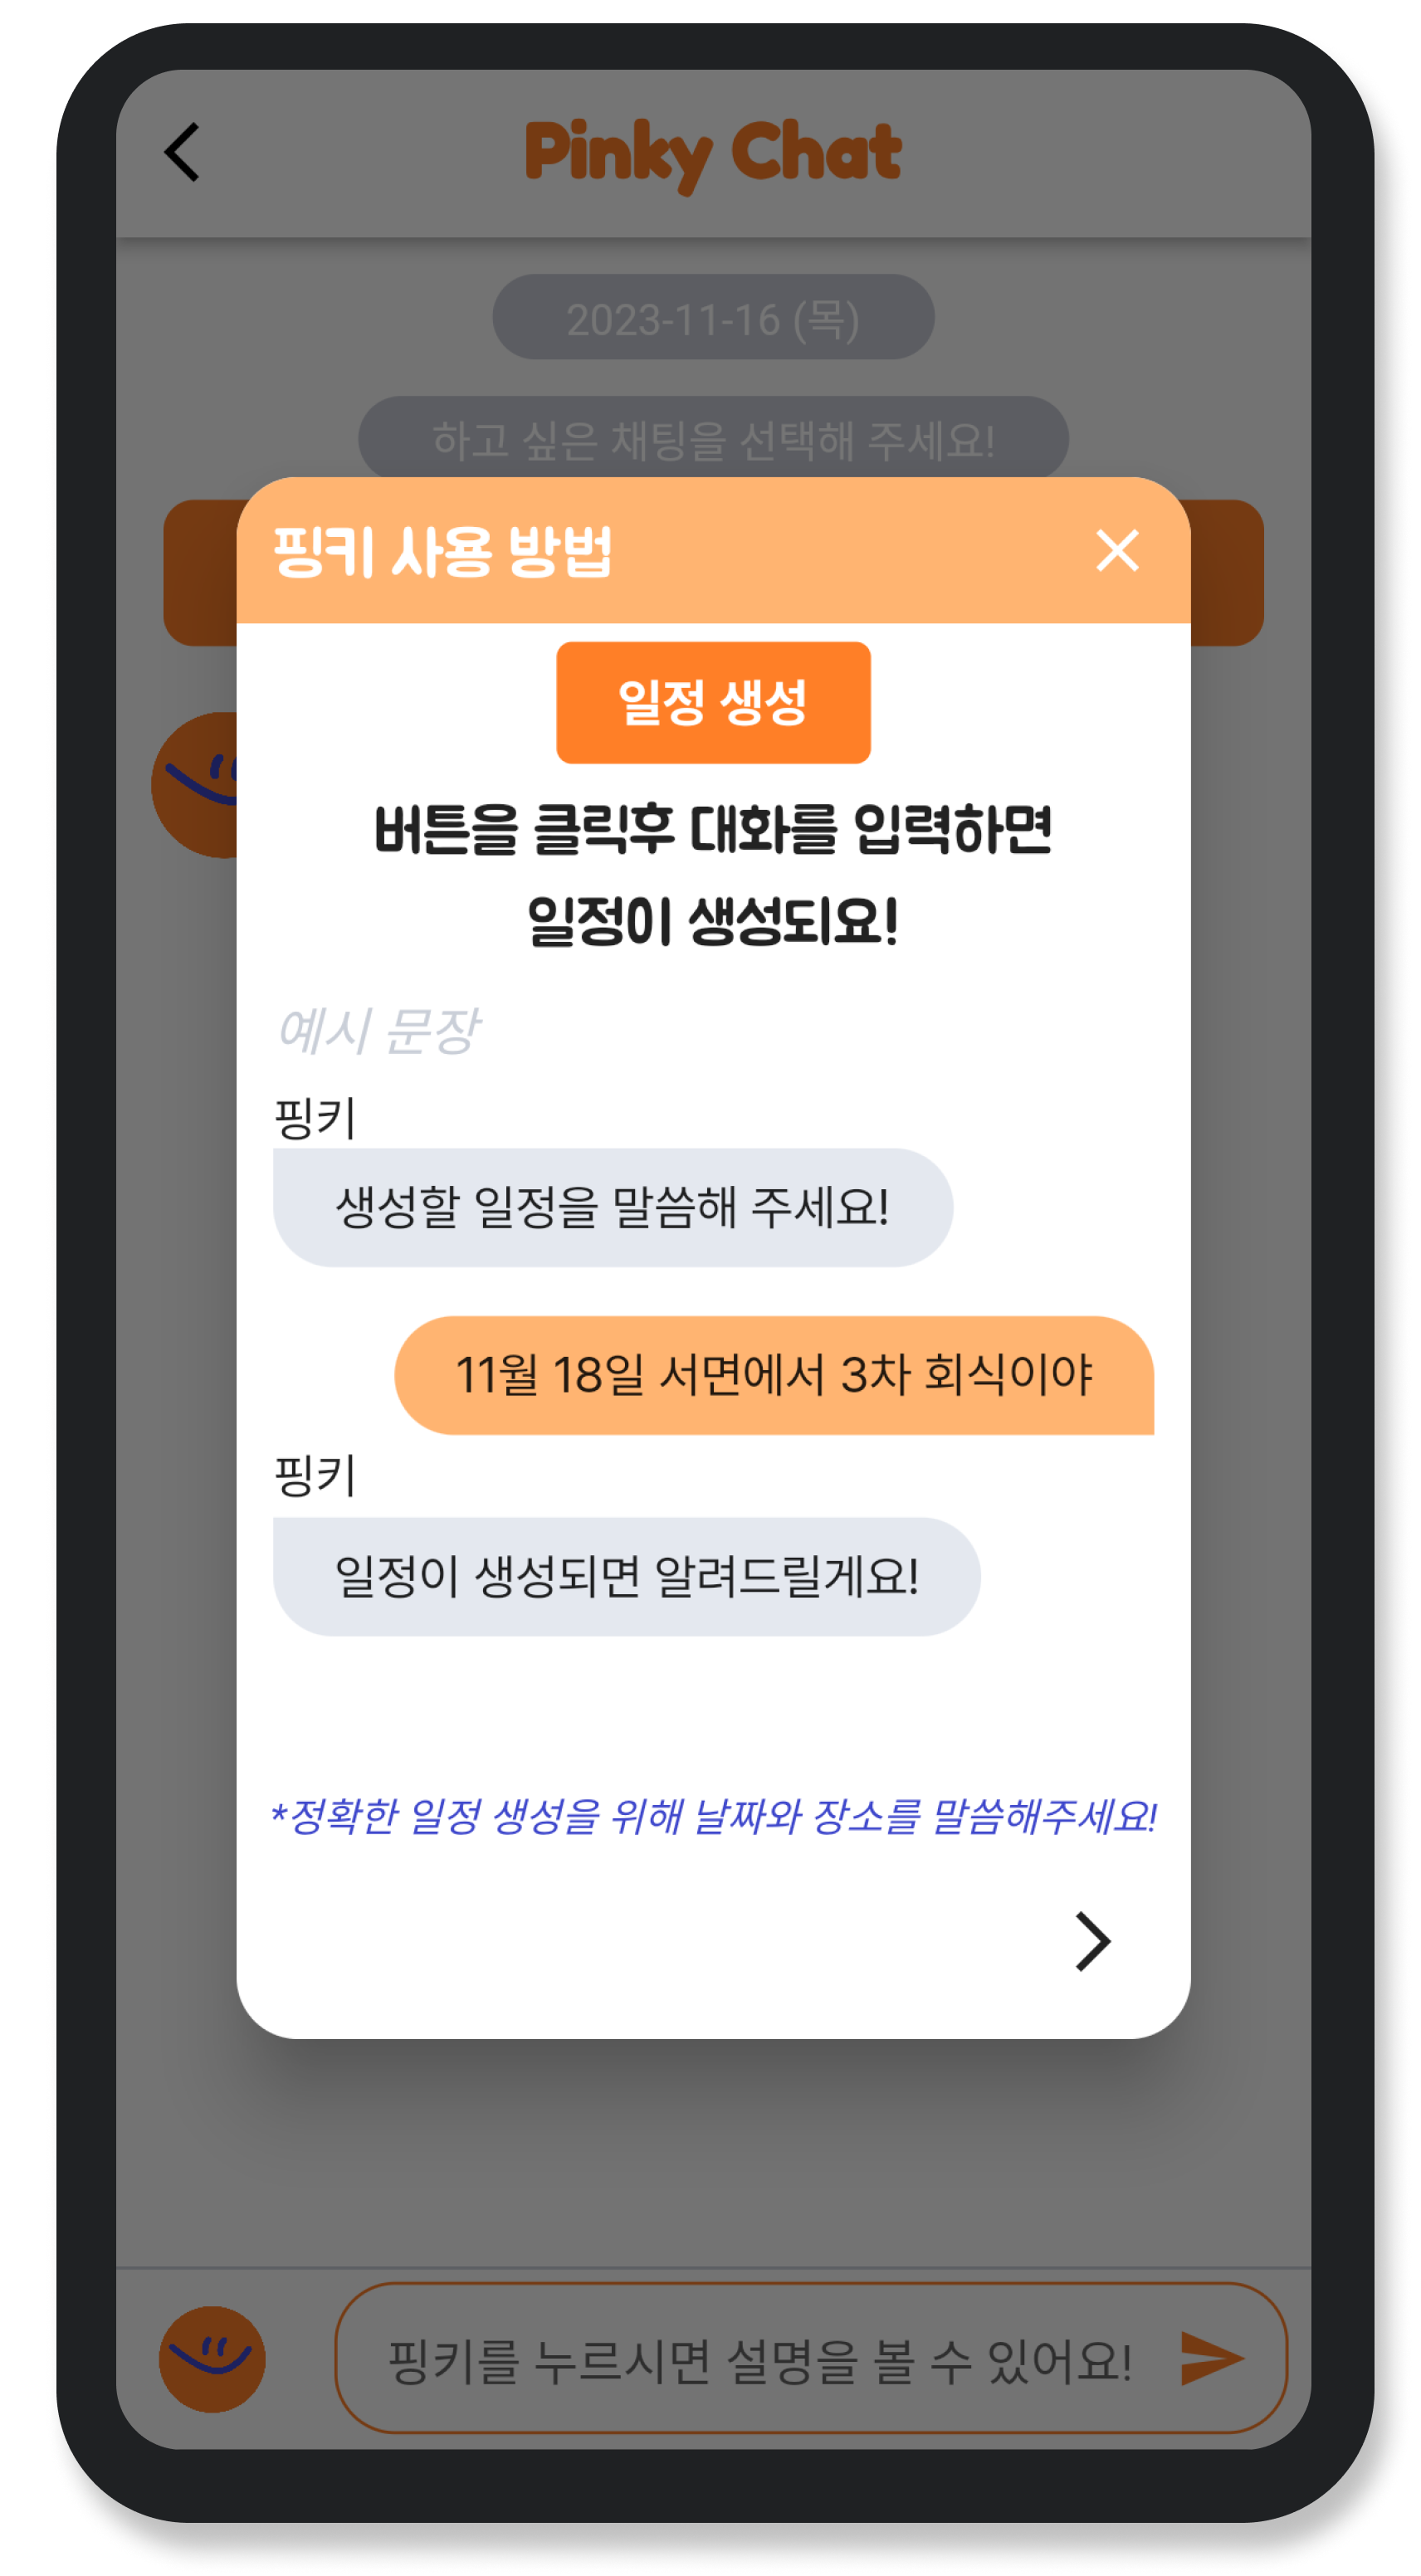 Pinky Chat
2023-11-16 (목)
하고 싶은 채팅을 선택해 주세요!
핑키 사용 방법
일정 생성
버튼을 클릭후 대화를 입력하면
일정이 생성되요!
예시 문장
핑키
생성할 일정을 말씀해 주세요!
11월 18일 서면에서 3차 회식이야
핑키
일정이 생성되면 알려드릴게요!
*정확한 일정 생성을 위해 날짜와 장소를 말씀해주세요!
핑키를 누르시면 설명을 볼 수 있어요!